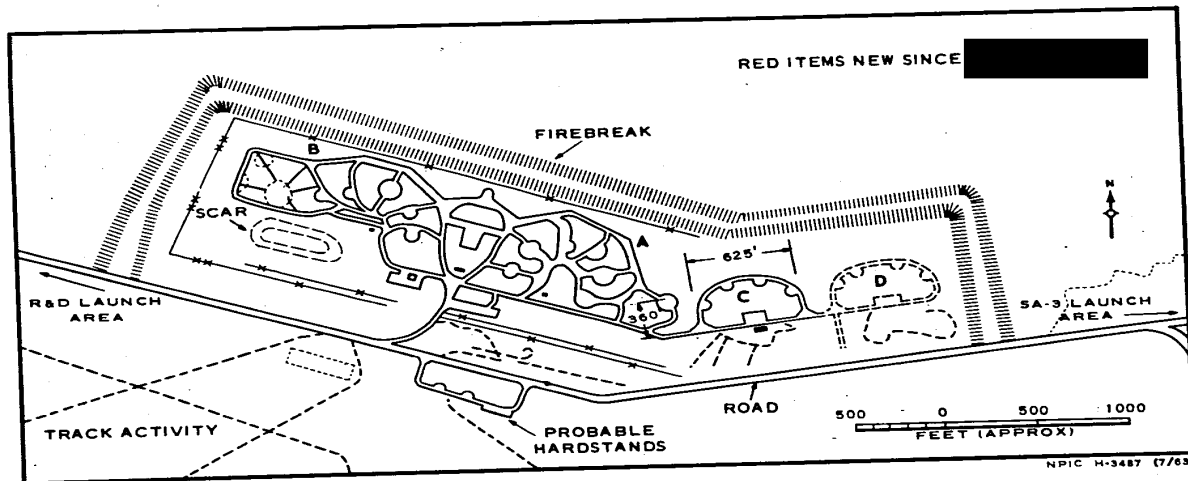 RED ITEMS NEW SINCE
FIREBREAK
B
N
SCAR
A
625'
C
D
360'
R&D LAUNCH
AREA
SA-3 LAUNCH
AREA
ROAD
500 0 500 1000
FEET (APPROX)
TRACK ACTIVITY
PROBABLE
HARDSTANDS
NPIC H-3487 (7/63